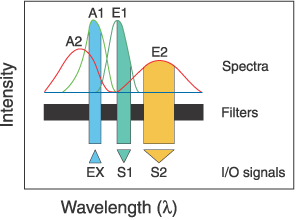 A1 E1
A2
E2
Spectra
Filters
EX S1 S2 I/O signals
Intensity
Wavelength (λ)